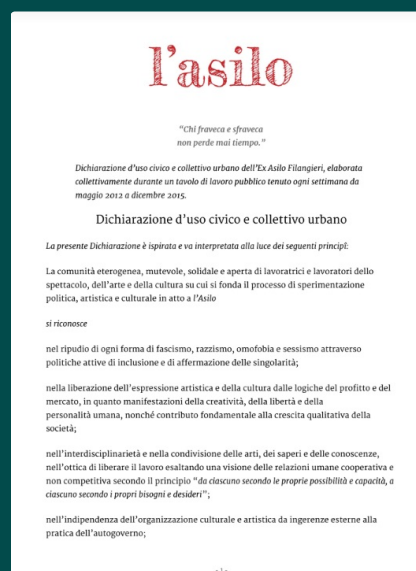 l'asilo
"Chi fraveca e sfraveca
non perde mai tiempo."
Dichiarazione d'uso civico e collettivo urbano dell'Ex Asilo Filangieri, elaborata
collettivamente durante un tavolo di lavoro pubblico tenuto ogni settimana da
maggio 2012 a dicembre 2015.
Dichiarazione d'uso civico e collettivo urbano
La presente Dichiarazione è ispirata e va interpretata alla luce dei seguenti principî:
La comunità eterogenea, mutevole, solidale e aperta di lavoratrici e lavoratori dello
spettacolo, dell'arte e della cultura su cui si fonda il processo di sperimentazione
politica, artistica e culturale in atto a l'Asilo
si riconosce
nel ripudio di ogni forma di fascismo, razzismo, omofobia e sessismo attraverso
politiche attive di inclusione e di affermazione delle singolarità;
nella liberazione dell'espressione artistica e della cultura dalle logiche del profitto e del
mercato, in quanto manifestazioni della creatività, della libertà e della
personalità umana, nonché contributo fondamentale alla crescita qualitativa della
società;
nell'interdisciplinarietà e nella condivisione delle arti, dei saperi e delle conoscenze,
nell'ottica di liberare il lavoro esaltando una visione delle relazioni umane cooperativa e
non competitiva secondo il principio "da ciascuno secondo le proprie possibilità e capacità, a
ciascuno secondo i propri bisogni e desideri";
nell'indipendenza dell'organizzazione culturale e artistica da ingerenze esterne alla
pratica dell'autogoverno;